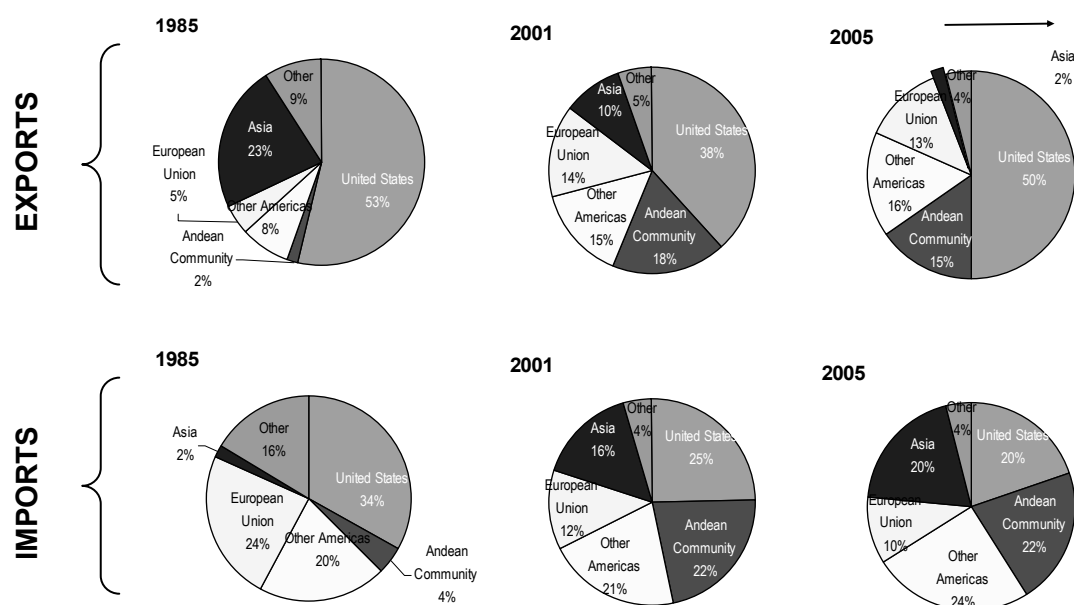 EXPORTS
1985
Other
9%
Asia
23%
European
Union
5%
Other Americas
8%
Andean
Community
2%
United States
53%
2001
Other
5%
Asia
10%
European
Union
14%
Other
Americas
15%
Andean
Community
18%
United States
38%
2005
Asia
2%
Other
4%
European
Union
13%
Other
Americas
16%
Andean
Community
15%
United States
50%
IMPORTS
1985
Other
16%
Asia
2%
European
Union
24%
Other Americas
20%
Andean
Community
4%
United States
34%
2001
Other
4%
Asia
16%
European
Union
12%
Other
Americas
21%
Andean
Community
22%
United States
25%
2005
Other
4%
Asia
20%
European
Union
10%
Other
Americas
24%
Andean
Community
22%
United States
20%